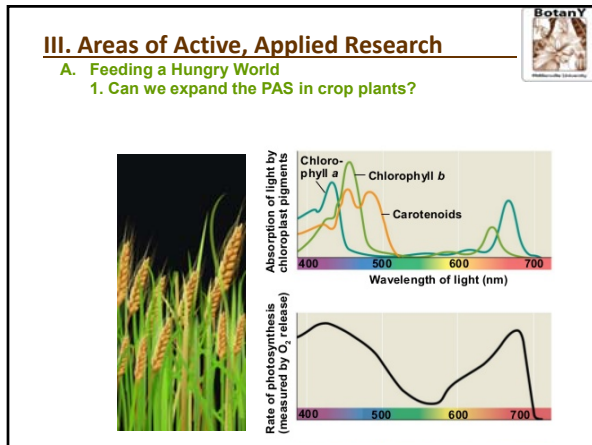 BotanY
III. Areas of Active, Applied Research
A. Feeding a Hungry World
1. Can we expand the PAS in crop plants?
Absorption of light by
chloroplast pigments
Chloro-
phyll a
Chlorophyll b
Carotenoids
400 500 600 700
Wavelength of light (nm)
Rate of photosynthesis
(measured by O2 release)
400 500 600 700